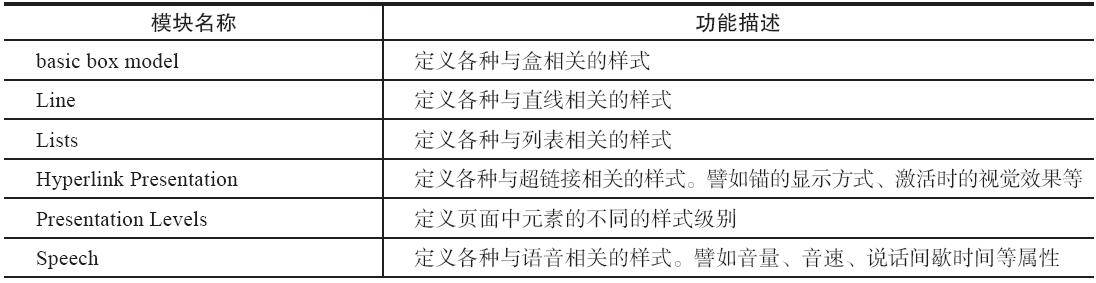 模块名称 功能描述
basic box model 定义各种与盒相关的样式
Line 定义各种与直线相关的样式
Lists 定义各种与列表相关的样式
Hyperlink Presentation 定义各种与超链接相关的样式。譬如锚的显示方式、激活时的视觉效果等
Presentation Levels 定义页面中元素的不同的样式级别
Speech 定义各种与语音相关的样式。譬如音量、音速、说话间歇时间等属性